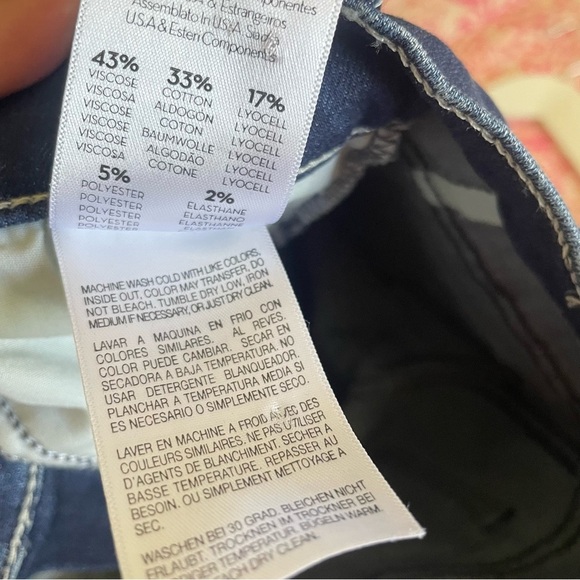 & Estrangeiros
Assemblato In U.S.A.
U.S.A & Esteri Componenti
43%
VISCOSE
VISCOSA
VISCOSE
VISCOSE
VISCOSE
VISCOSA
33%
COTTON
ALGODÓN
COTON
BAUMWOLLE
ALGODÃO
COTONE
17%
LYOCELL
LYOCELL
LYOCELL
LYOCELL
LYOCELL
LYOCELL
5%
POLYESTER
POLYESTER
POLYESTER
POLYESTER
2%
ELASTHANE
ELASTHANO
ELASTHANNE
MACHINE WASH COLD WITH LIKE COLORS,
INSIDE OUT, COLOR MAY TRANSFER, DO
NOT BLEACH. TUMBLE DRY LOW, IRON
MEDIUM IF NECESSARY, OR JUST DRY CLEAN.
LAVAR A MAQUINA EN FRIO CON
COLORES SIMILARES. AL REVES,
COLOR PUEDE CAMBIAR. SECAR EN
SECADORA A BAJA TEMPERATURA. NO
USAR DETERGENTE BLANQUEADOR.
PLANCHAR A TEMPERATURA MEDIA SI
ES NECESARIO O SIMPLEMENTE SECO.
LAVER EN MACHINE A FROID AVEC DES
COULEURS SIMILAIRES. NE PAS UTILISER
D'AGENTS DE BLANCHIMENT. SECHER A
BASSE TEMPERATURE. REPASSER AU
BESOIN. OU SIMPLEMENT METTOYAGE A
SEC.
WASCHEN BEI 30 GRAD. BLEICHEN NICHT
ERLAUBT. TROCKNEN IM TROCKNER BEI
NIEDRIGER TEMPERATUR. BÜGELN WARM.
DRY CLEAN.